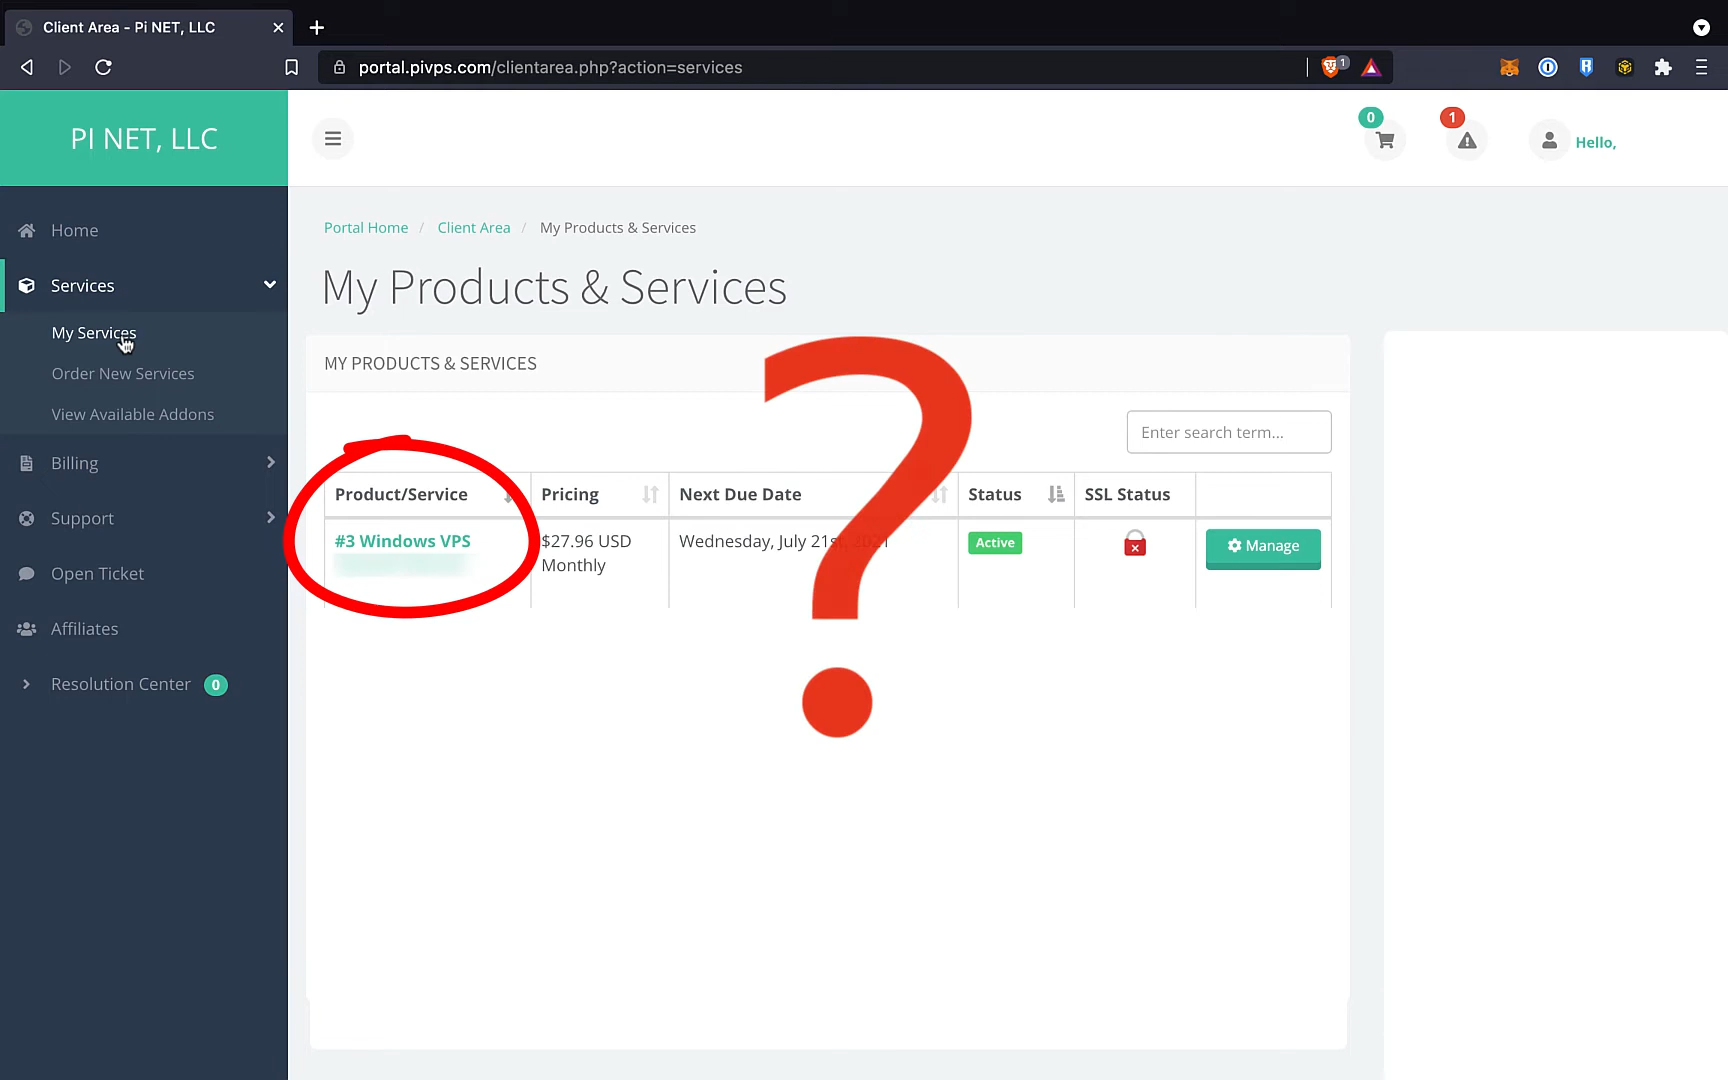 Client Area - Pi NET, LLC
portal.pivps.com/clientarea.php?action=services
1
PI NET, LLC
0
1
Hello,
Home
Services
My Services
Order New Services
View Available Addons
Billing
Support
Open Ticket
Affiliates
Resolution Center 0
Portal Home / Client Area / My Products & Services
My Products & Services
MY PRODUCTS & SERVICES
Enter search term...
Product/Service Pricing Next Due Date Status SSL Status
#3 Windows VPS $27.96 USD Wednesday, July 21st, 2021 Active Manage
Monthly
?